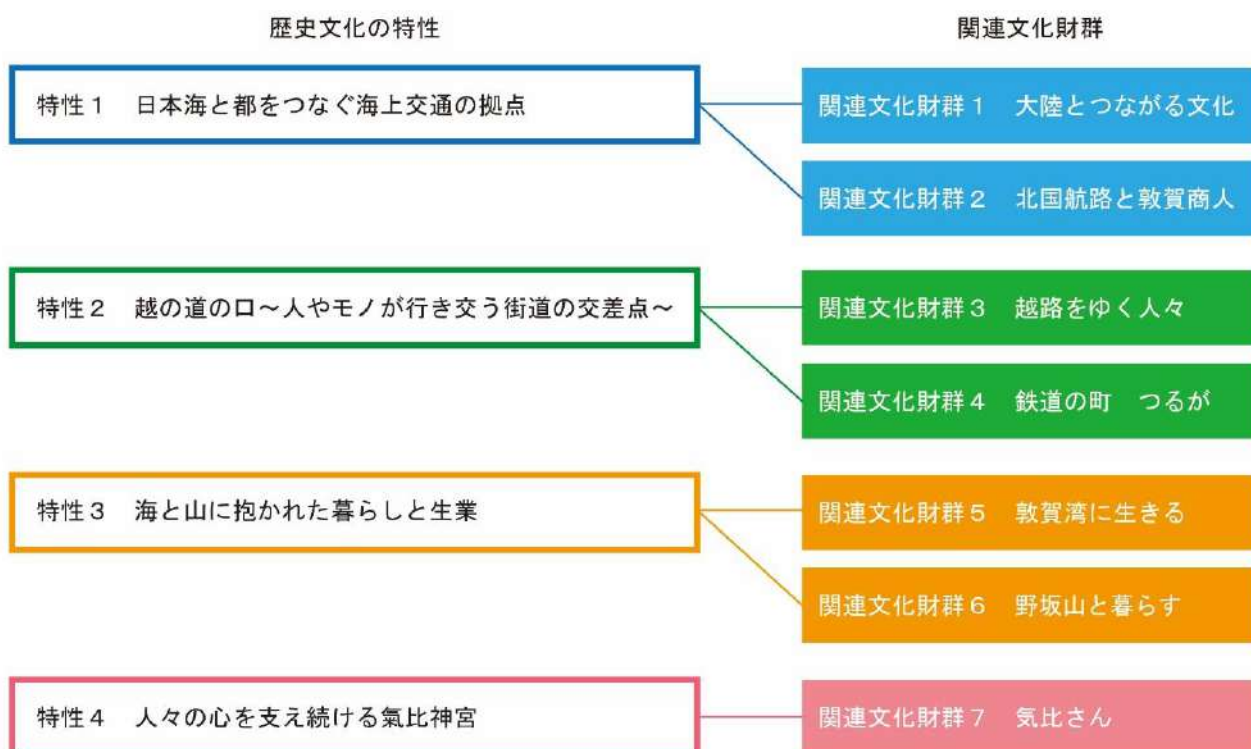 歴史文化の特性
関連文化財群
特性１　日本海と都をつなぐ海上交通の拠点
関連文化財群１　大陸とつながる文化
関連文化財群２　北国航路と敦賀商人
特性２　越の道の口～人やモノが行き交う街道の交差点～
関連文化財群３　越路をゆく人々
関連文化財群４　鉄道の町　つるが
特性３　海と山に抱かれた暮らしと生業
関連文化財群５　敦賀湾に生きる
関連文化財群６　野坂山と暮らす
特性４　人々の心を支え続ける氣比神宮
関連文化財群７　気比さん